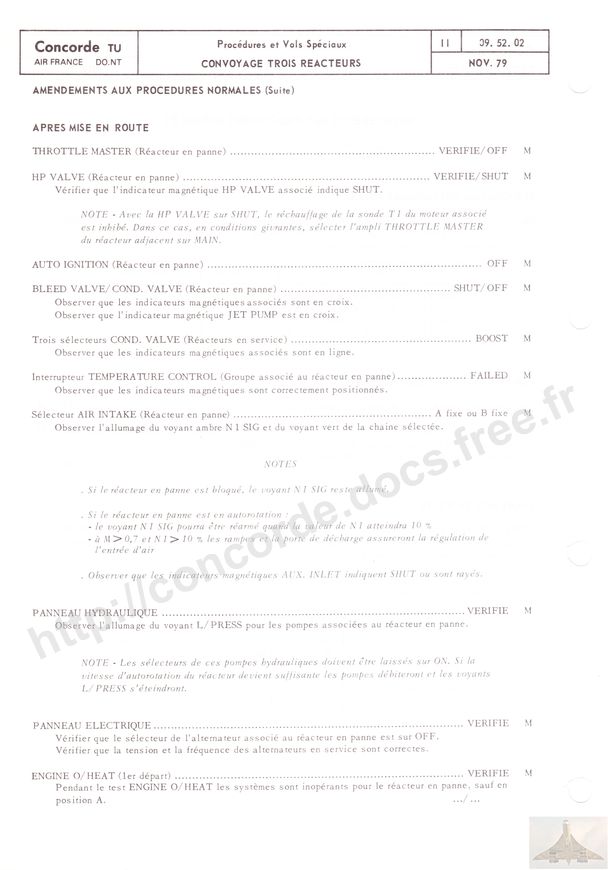 Concorde TU
AIR FRANCE DO.NT
Procédures et Vols Spéciaux
CONVOYAGE TROIS REACTEURS
II 09. 52. 02
NOV. 79
AMENDEMENTS AUX PROCEDURES NORMALES (Suite)
APRES MISE EN ROUTE
THROTTLE MASTER (Réacteur en panne) ........................................ VERIFIE/OFF M
HP VALVE (Réacteur en panne) ........................................ VERIFIE/SHUT M
Vérifier que l'indicateur magnétique HP VALVE associé indique SHUT.
NOTE - Avec la HP VALVE sur SHUT, le réchauffage de la sonde T1 du moteur associé
est inhibé. Dans ce cas, en conditions givrantes, sélecter l'ampli THROTTLE MASTER
du réacteur adjacent sur MAIN.
AUTO IGNITION (Réacteur en panne) ........................................ OFF M
BLEED VALVE/COND. VALVE (Réacteur en panne) ........................................ SHUT/OFF M
Observer que les indicateurs magnétiques associés sont en croix.
Observer que l'indicateur magnétique JET PUMP est en croix.
Trois sélecteurs COND. VALVE (Réacteurs en service) ........................................ BOOST M
Observer que les indicateurs magnétiques associés sont en ligne.
Interrupteur TEMPERATURE CONTROL (Groupe associé au réacteur en panne).................... FAILED M
Observer que les indicateurs magnétiques sont correctement positionnés.
Sélecteur AIR INTAKE (Réacteur en panne) ........................................ A fixe ou B fixe M
Observer l'allumage du voyant ambre N1 SIG et du voyant vert de la chaine sélectée.
NOTES
. Si le réacteur en panne est bloqué, le voyant N1 SIG reste allumé.
. Si le réacteur en panne est en autorotation :
- le voyant N1 SIG pourra être réarmé quand la valeur de N1 atteindra 10 %
- à M > 0,7 et N1 > 10 % les rampes et la porte de décharge assureront la régulation de
l'entrée d'air
. Observer que les indicateurs magnétiques AUX. INLET indiquent SHUT ou sont rayés.
PANNEAU HYDRAULIQUE ........................................ VERIFIE M
Observer l'allumage du voyant L/PRESS pour les pompes associées au réacteur en panne.
NOTE - Les sélecteurs de ces pompes hydrauliques doivent être laissés sur ON. Si la
vitesse d'autorotation du réacteur devient suffisante les pompes débiteront et les voyants
L/PRESS s'éteindront.
PANNEAU ELECTRIQUE ........................................ VERIFIE M
Vérifier que le sélecteur de l'alternateur associé au réacteur en panne est sur OFF.
Vérifier que la tension et la fréquence des alternateurs en service sont correctes.
ENGINE O/HEAT (1er départ) ........................................ VERIFIE M
Pendant le test ENGINE O/HEAT les systèmes sont inopérants pour le réacteur en panne, sauf en
position A. .../ ...
http://concorde.docs.free.fr